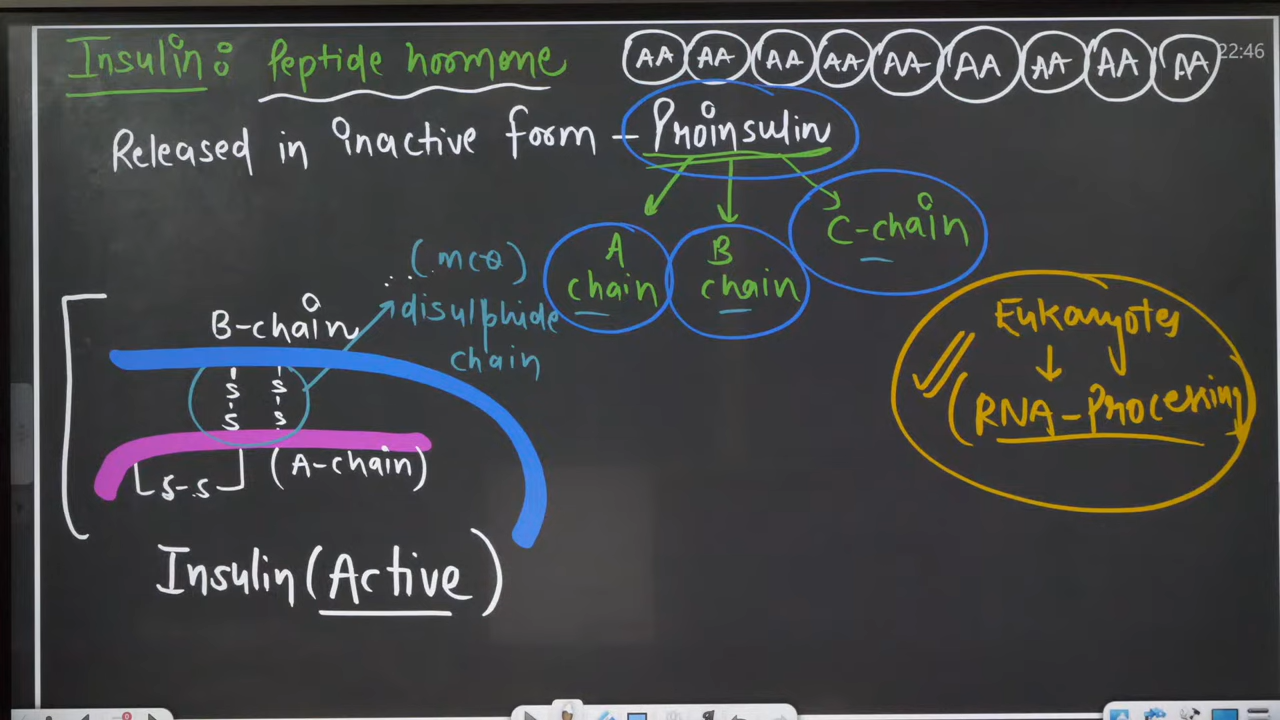 Insulin: Peptide hormone
AA AA AA AA AA AA AA AA AA
22:46
Released in inactive form - Proinsulin
A chain
B chain
C-chain
(mcq)
disulphide
chain
B-chain
S S
S S
S-S (A-chain)
Insulin (Active)
Eukaryotes
(RNA-Processing)